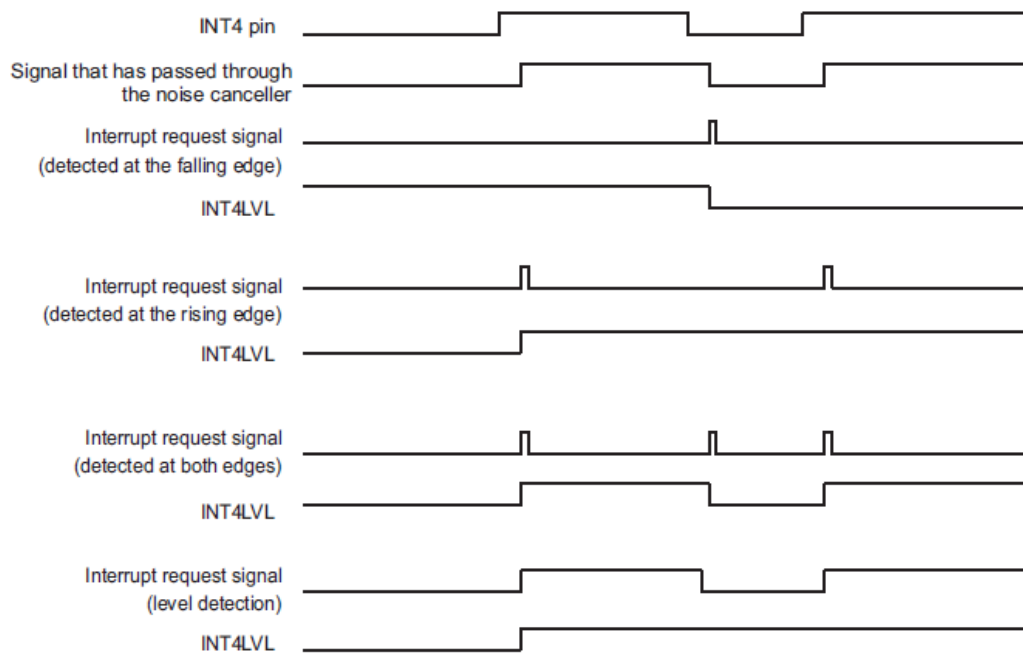 INT4 pin
Signal that has passed through
the noise canceller
Interrupt request signal
(detected at the falling edge)
INT4LVL
Interrupt request signal
(detected at the rising edge)
INT4LVL
Interrupt request signal
(detected at both edges)
INT4LVL
Interrupt request signal
(level detection)
INT4LVL